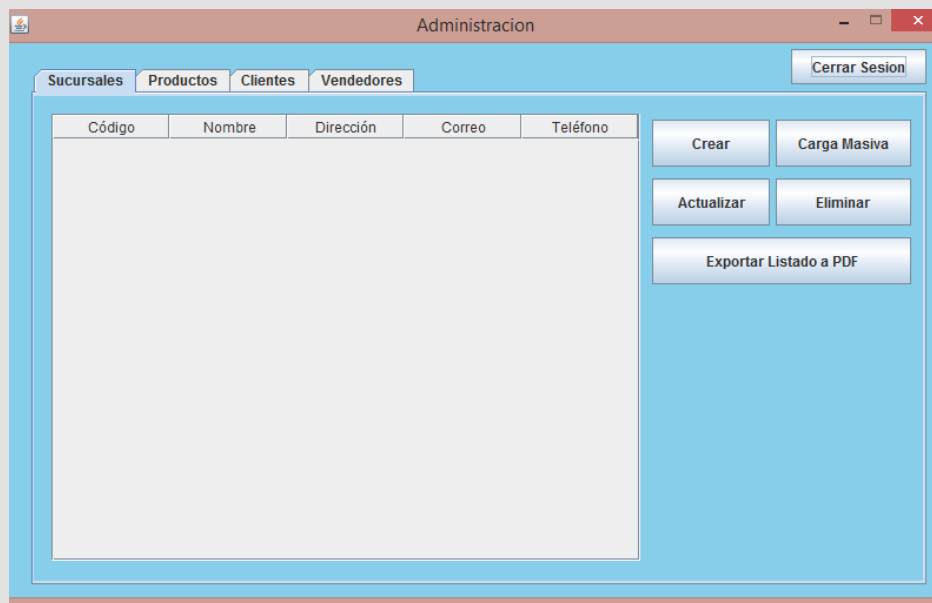 Administracion
Cerrar Sesion
Sucursales Productos Clientes Vendedores
Código Nombre Dirección Correo Teléfono
Crear Carga Masiva
Actualizar Eliminar
Exportar Listado a PDF